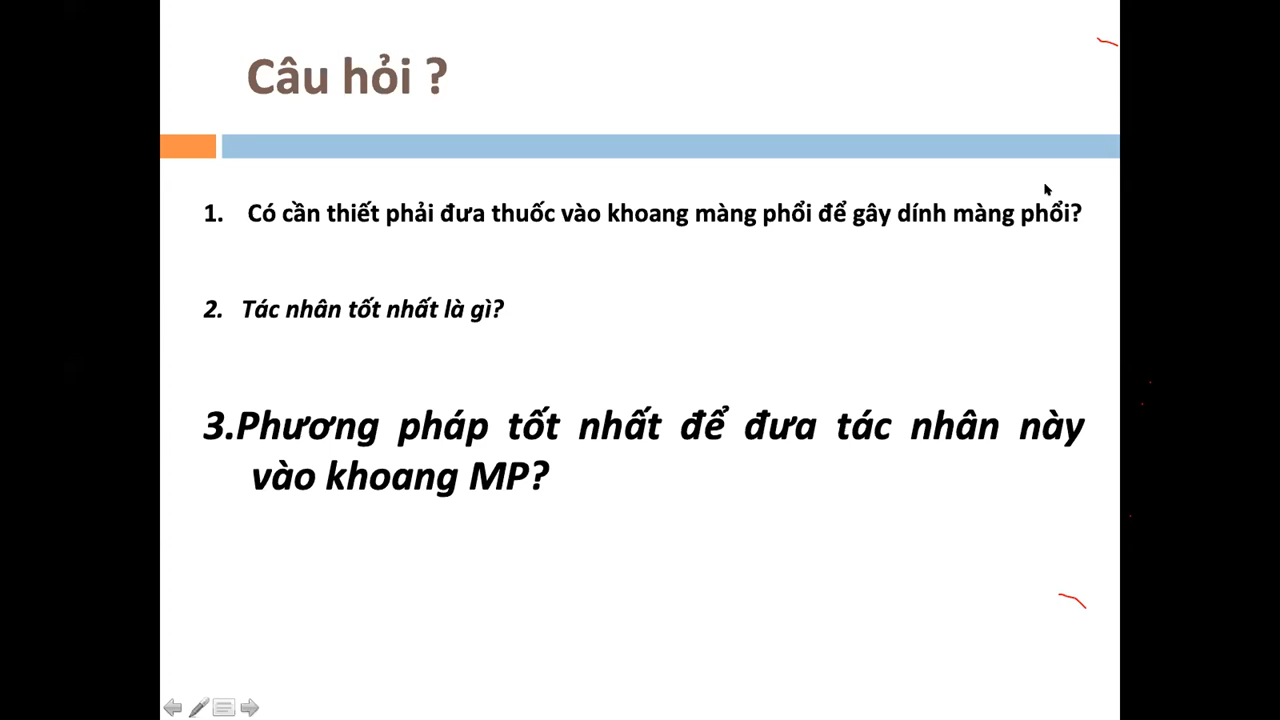 Câu hỏi ?
1. Có cần thiết phải đưa thuốc vào khoang màng phổi để gây dính màng phổi?
2. Tác nhân tốt nhất là gì?
3.Phương pháp tốt nhất để đưa tác nhân này
vào khoang MP?